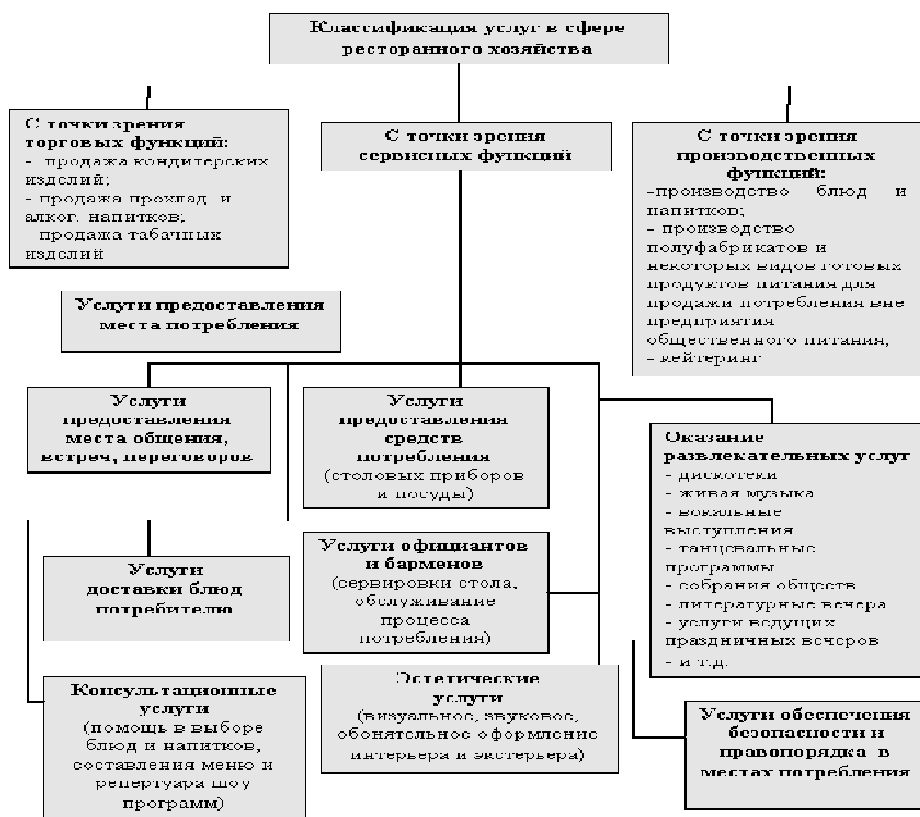 Классификация услуг в сфере
ресторанного хозяйства
С точки зрения
торговых функций:
- продажа кондитерских
изделий;
- продажа прохлад. и
алког. напитков;
продажа табачных
изделий
С точки зрения
сервисных функций
С точки зрения
производственных
функций:
-производство блюд и
напитков;
- производство
полуфабрикатов и
некоторых видов готовых
продуктов питания для
продажи потребления вне
предприятия
общественного питания;
- кейтеринг
Услуги предоставления
места потребления
Услуги
предоставления
места общения,
встреч, переговоров
Услуги
предоставления
средств
потребления
(столовых приборов
и посуды)
Оказание
развлекательных услуг
- дискотеки
- живая музыка
- вокальные
выступления
- танцевальные
программы
- собрания обществ
- литературные вечера
- услуги ведущих
праздничных вечеров
- и т.д.
Услуги
доставки блюд
потребителю
Услуги официантов
и барменов
(сервировки стола,
обслуживание
процесса
потребления)
Консультационные
услуги
(помощь в выборе
блюд и напитков,
составления меню и
репертуара шоу
программ)
Эстетические
услуги
(визуальное, звуковое,
обонятельное оформление
интерьера и экстерьера)
Услуги обеспечения
безопасности и
правопорядка в
местах потребления